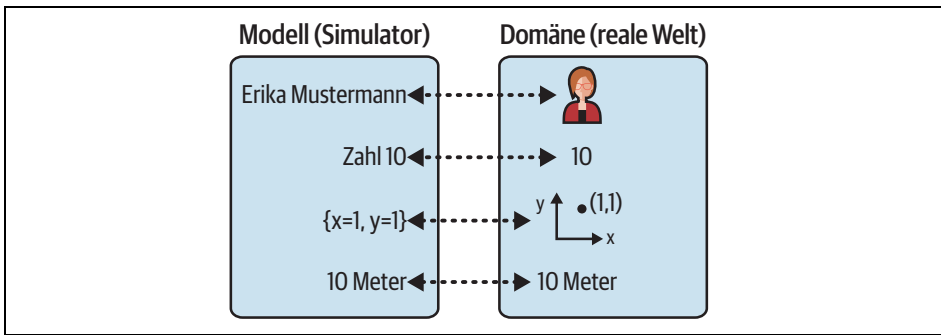 Modell (Simulator) Domäne (reale Welt)
Erika Mustermann
Zahl 10 10
{x=1, y=1} y (1,1)
x
10 Meter 10 Meter